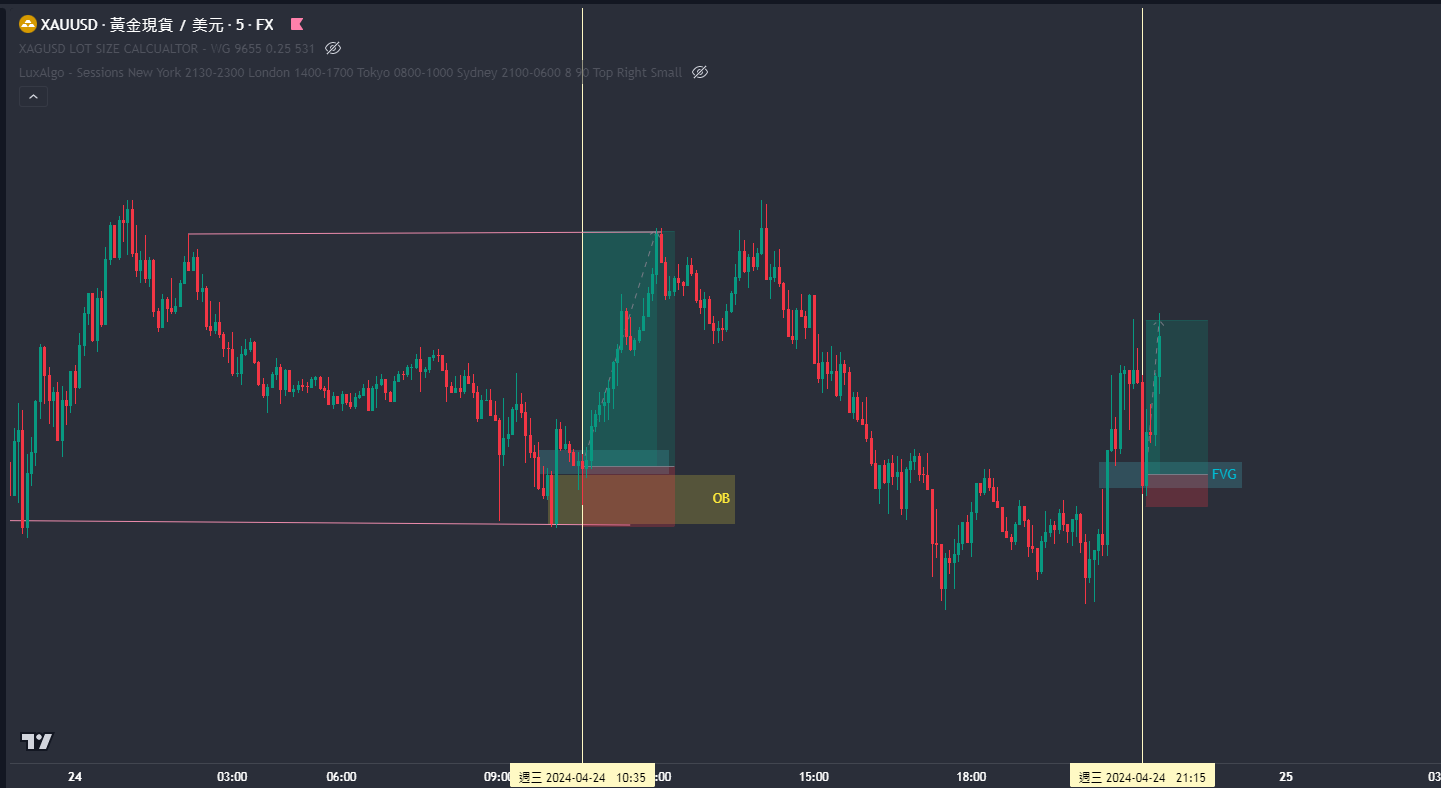 XAUUSD · 黃金現貨 / 美元 · 5 · FX
XAGUSD LOT SIZE CALCUALTOR - WG 9655 0.25 531
LuxAlgo - Sessions New York 2130-2300 London 1400-1700 Tokyo 0800-1000 Sydney 2100-0600 8 90 Top Right Small
FVG
OB
24 03:00 06:00 09:00 週三 2024-04-24 10:35 :00 15:00 18:00 週三 2024-04-24 21:15 25 03